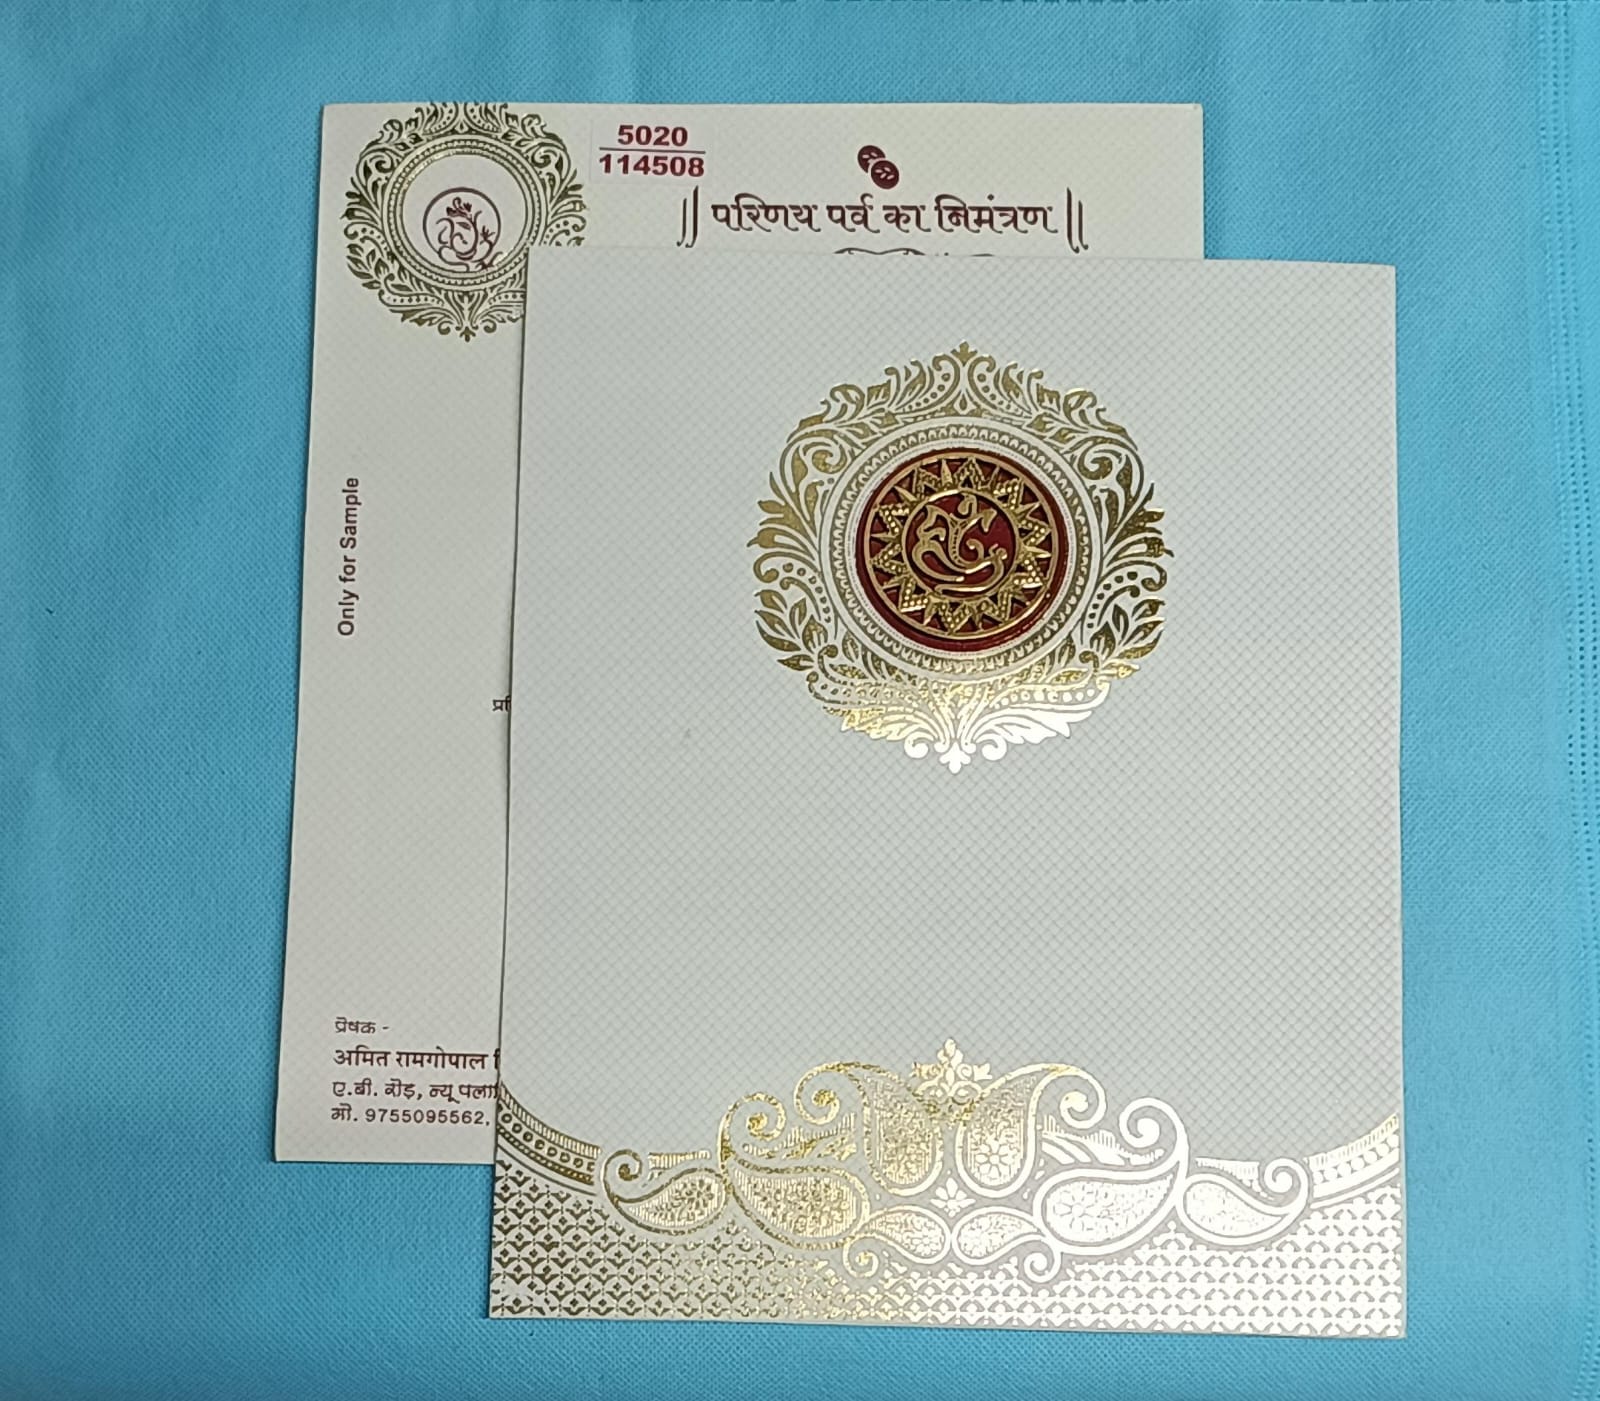 5020
114508
|| परिणय पर्व का निमंत्रण ||
Only for Sample
प्रेषक -
अमित रामगोपाल
ए.बी. रोड, न्यू
मो. 9755095562,